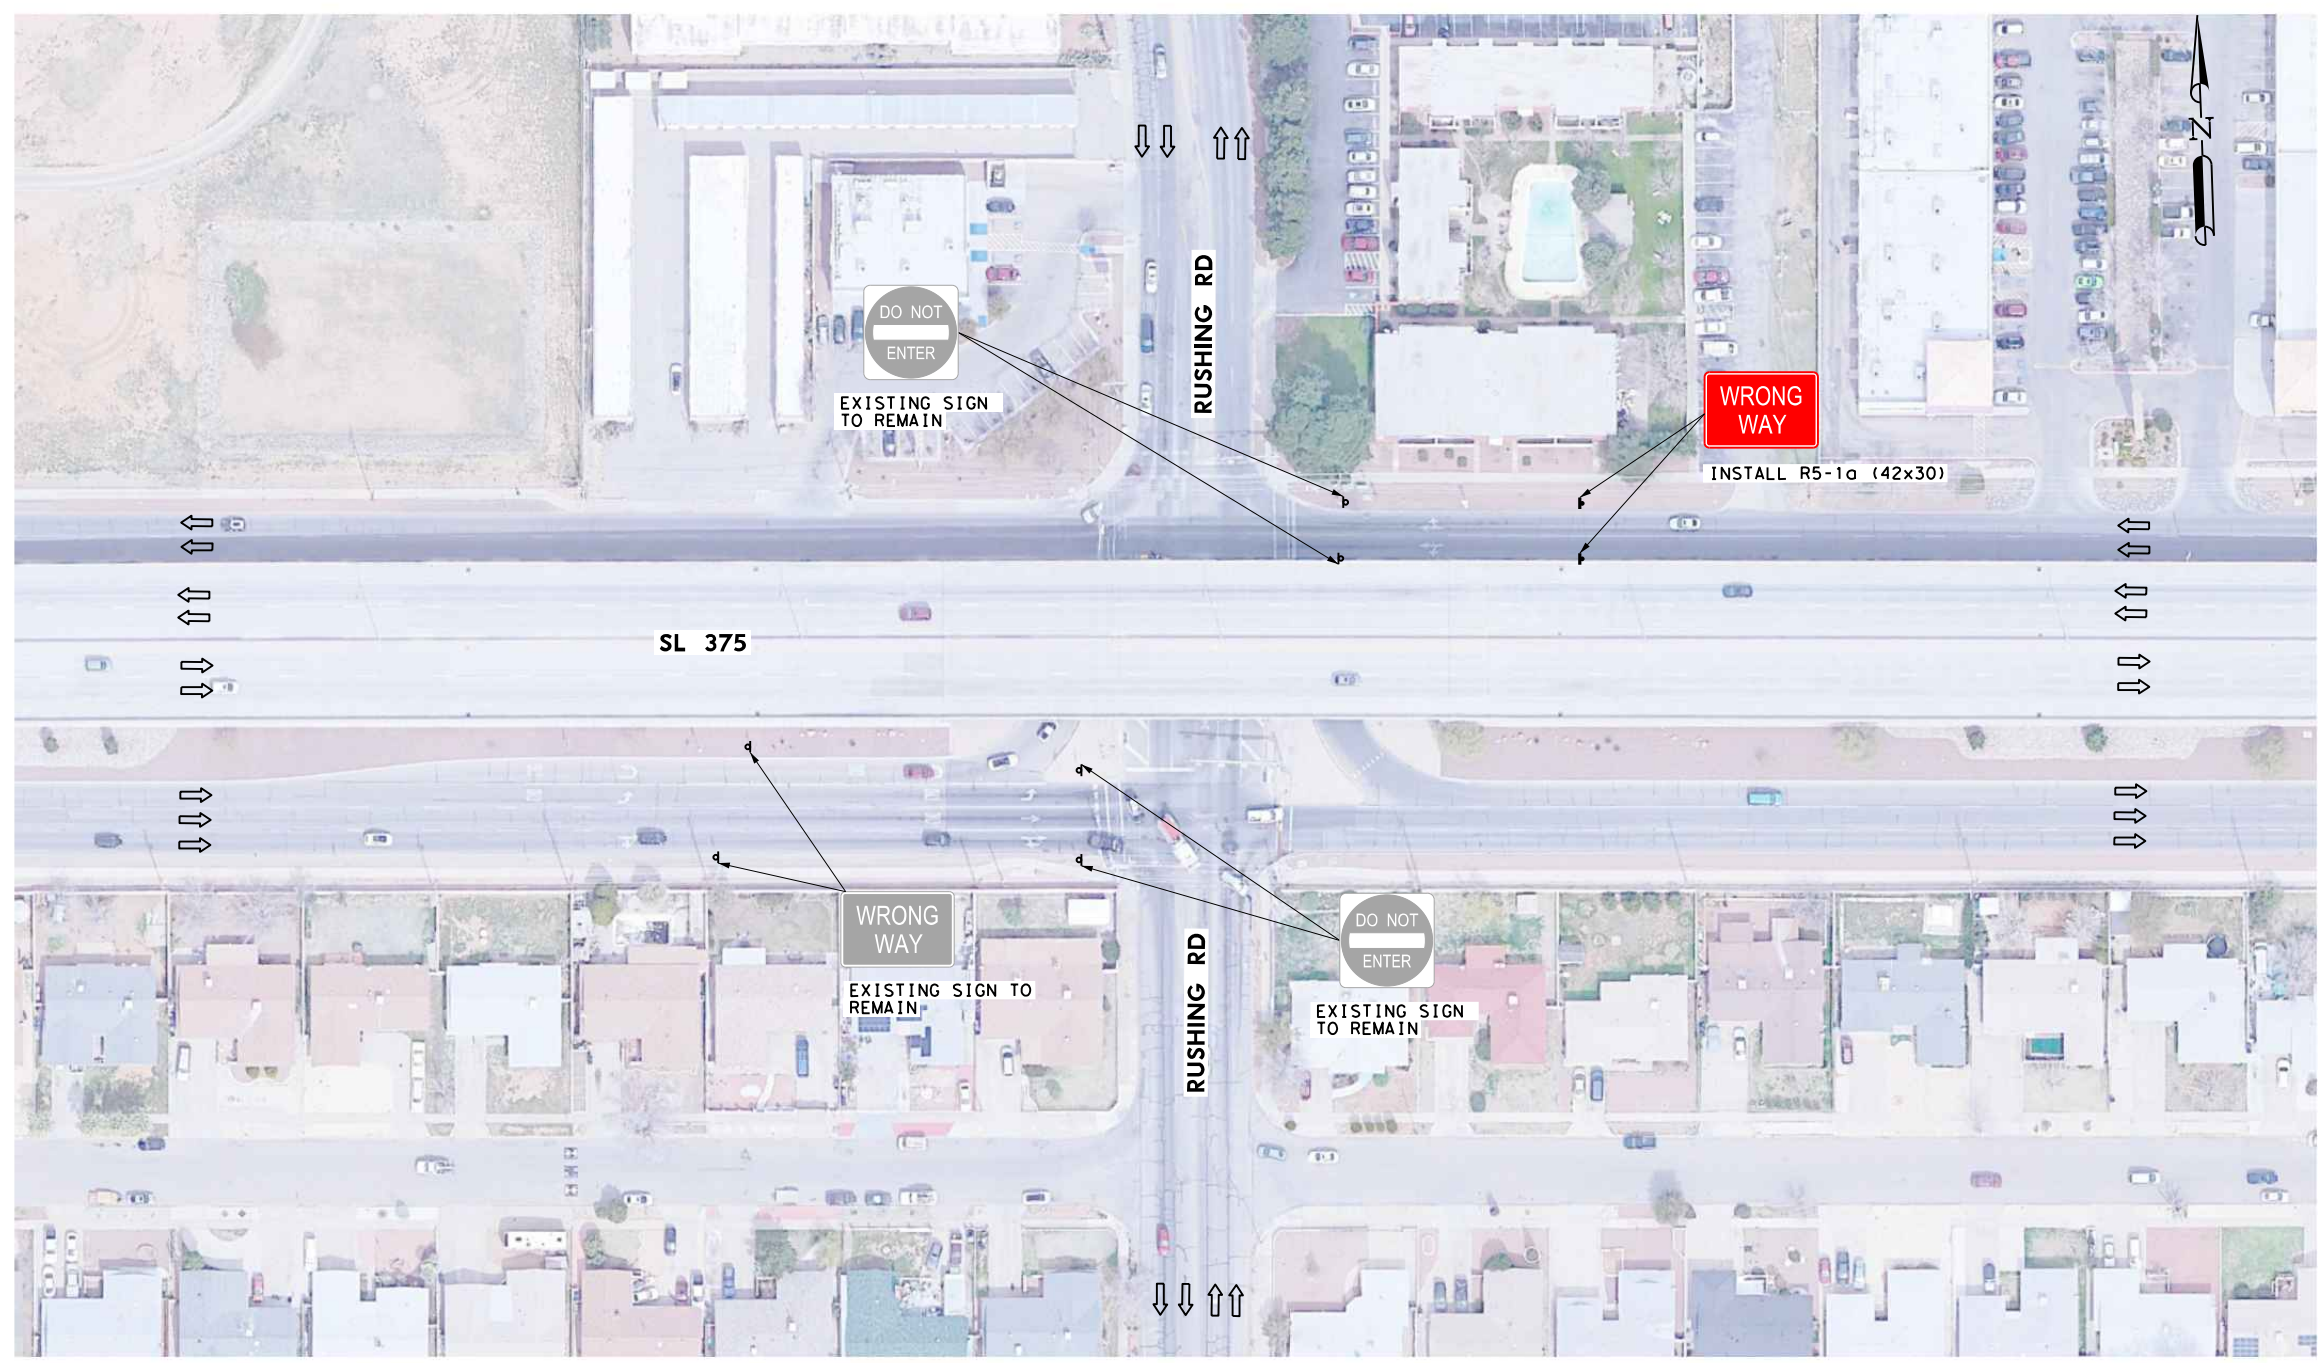 N
RUSHING RD
DO NOT
ENTER
EXISTING SIGN
TO REMAIN
WRONG
WAY
INSTALL R5-1a (42x30)
SL 375
WRONG
WAY
EXISTING SIGN TO
REMAIN
DO NOT
ENTER
EXISTING SIGN
TO REMAIN
RUSHING RD